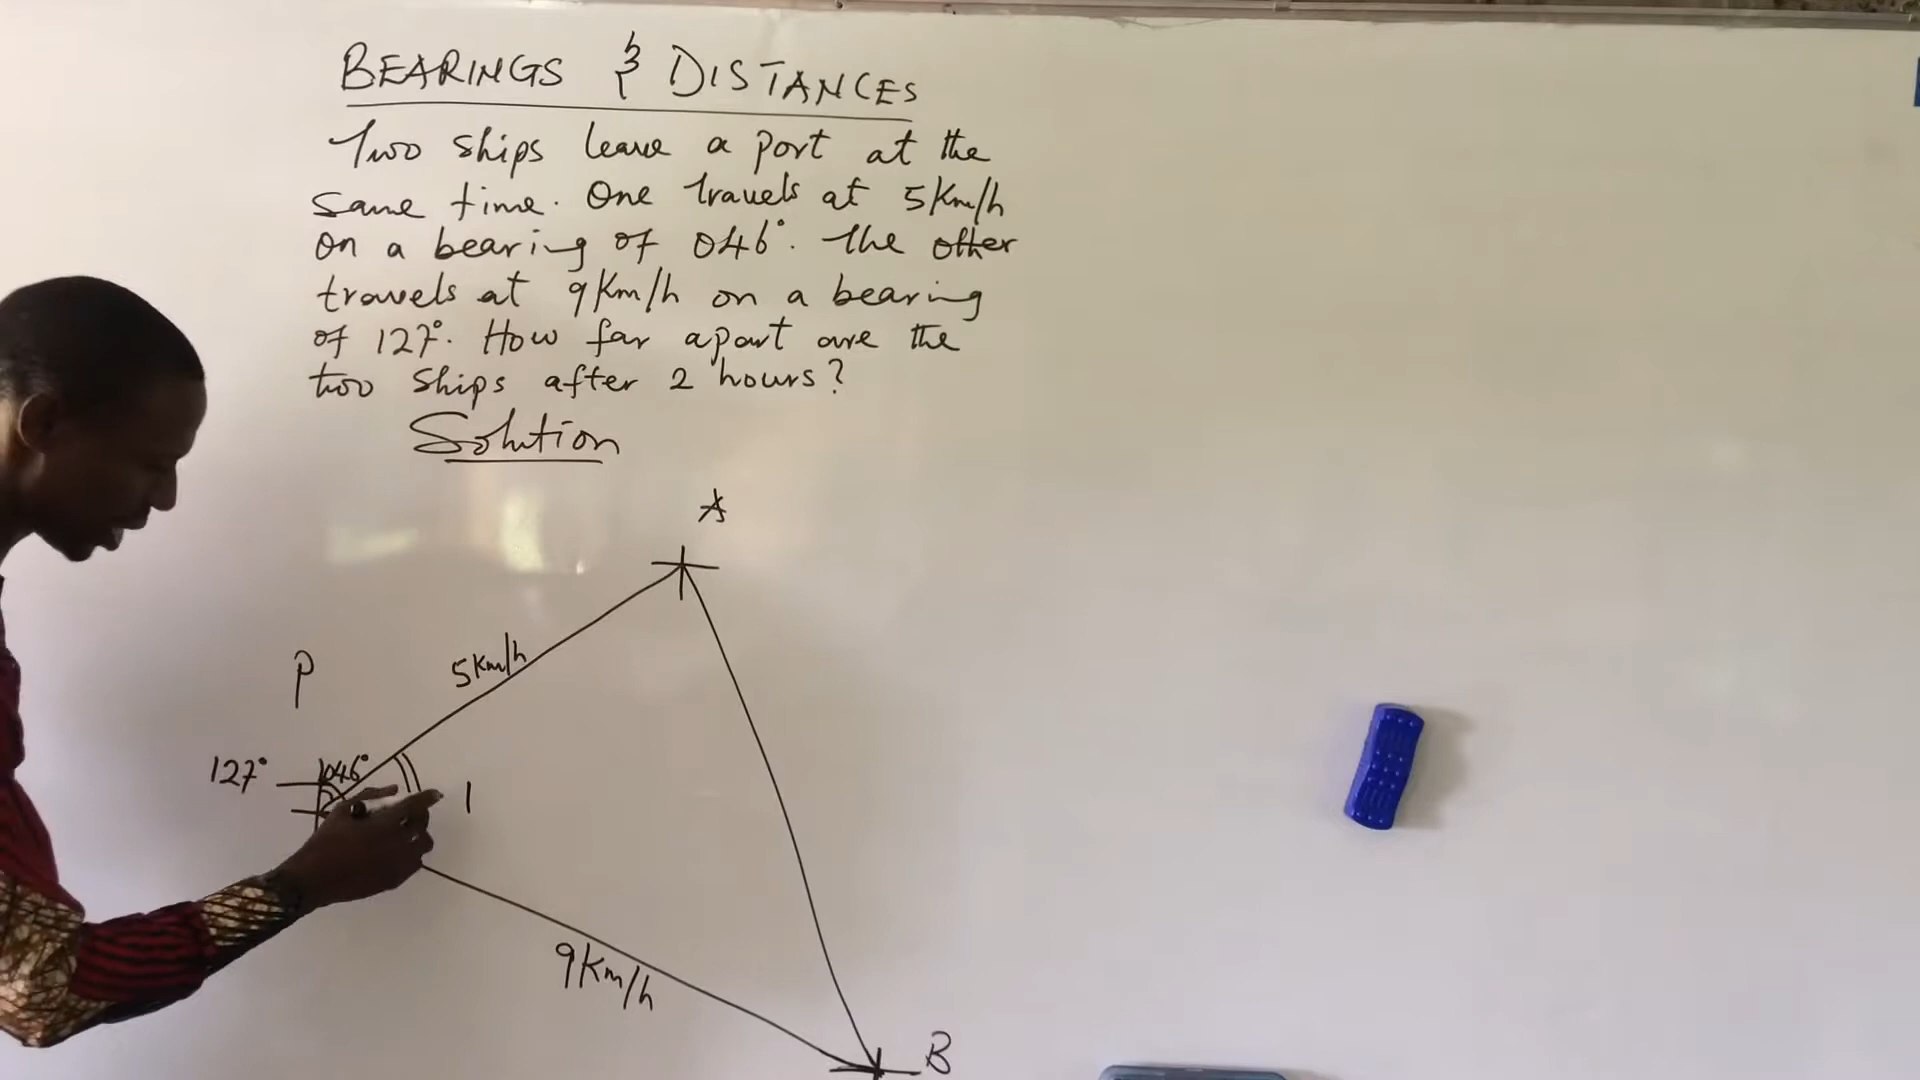 BEARINGS & DISTANCES
Two ships leave a port at the
same time. One travels at 5km/h
on a bearing of 046°. The other
travels at 9km/h on a bearing
of 127°. How far apart are the
two ships after 2 hours?
Solution
A
5km/h
P
127°
046°
1
9km/h
B